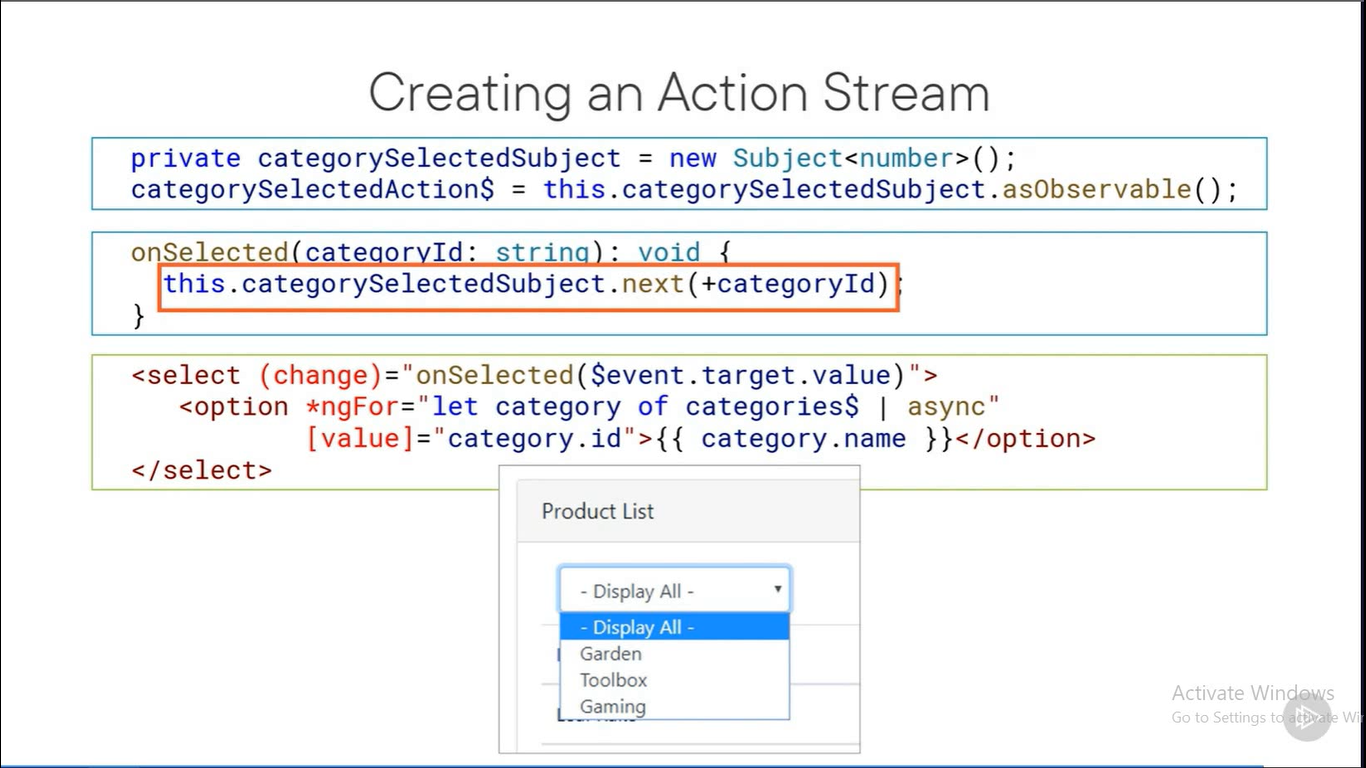 Creating an Action Stream
private categorySelectedSubject = new Subject<number>();
categorySelectedAction$ = this.categorySelectedSubject.asObservable();
onSelected(categoryId: string): void {
this.categorySelectedSubject.next(+categoryId);
}
<select (change)="onSelected($event.target.value)">
<option *ngFor="let category of categories$ | async"
[value]="category.id">{{ category.name }}</option>
</select>
Product List
- Display All -
- Display All -
Garden
Toolbox
Gaming
Activate Windows
Go to Settings to activate Wi